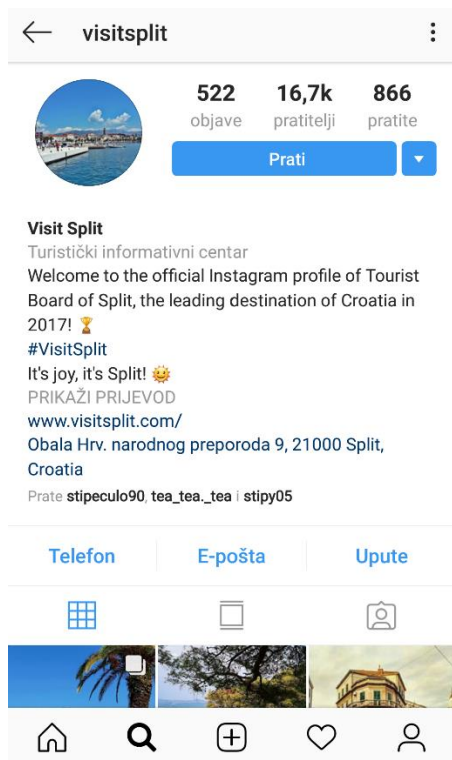 visitsplit
522 16,7k 866
objave pratitelji pratite
Prati
Visit Split
Turistički informativni centar
Welcome to the official Instagram profile of Tourist
Board of Split, the leading destination of Croatia in
2017! 🏆
#VisitSplit
It's joy, it's Split! 🌞
PRIKAŽI PRIJEVOD
www.visitsplit.com/
Obala Hrv. narodnog preporoda 9, 21000 Split,
Croatia
Prate stipeculo90, tea_tea._tea i stipy05
Telefon E-pošta Upute